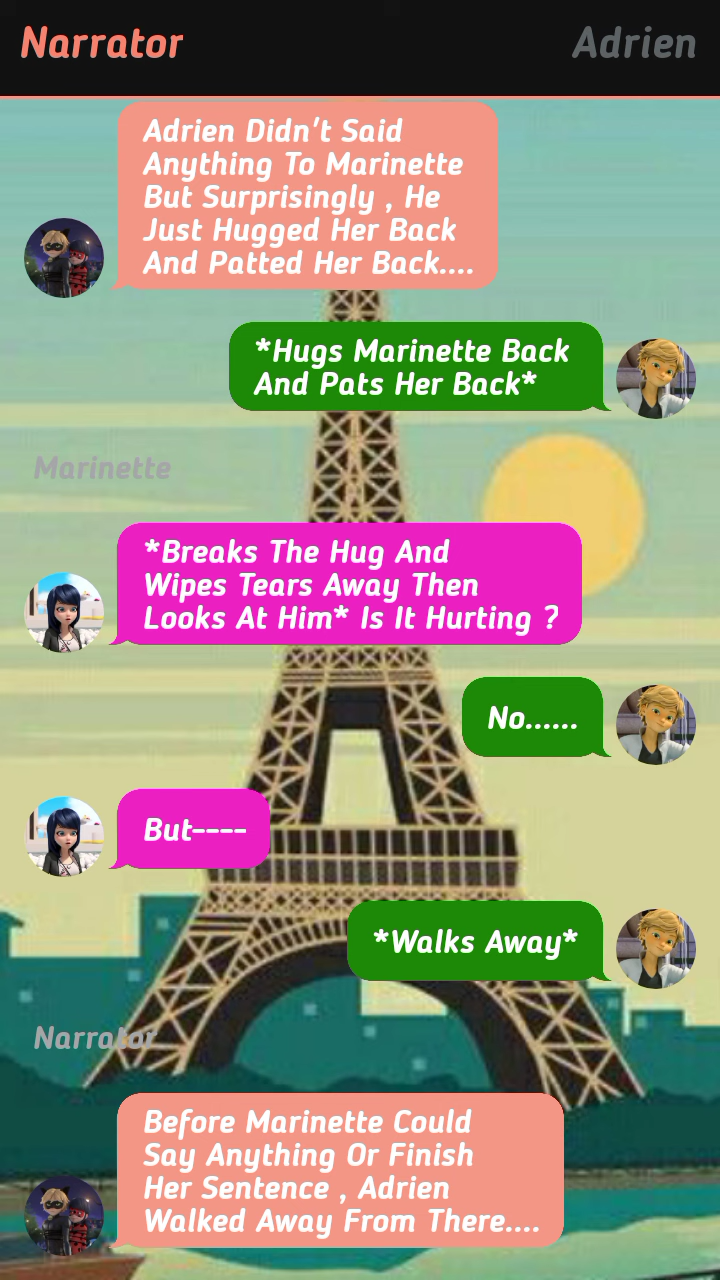 Narrator
Adrien
Adrien Didn't Said
Anything To Marinette
But Surprisingly , He
Just Hugged Her Back
And Patted Her Back....
*Hugs Marinette Back
And Pats Her Back*
Marinette
*Breaks The Hug And
Wipes Tears Away Then
Looks At Him* Is It Hurting ?
No......
But----
*Walks Away*
Narrator
Before Marinette Could
Say Anything Or Finish
Her Sentence , Adrien
Walked Away From There....